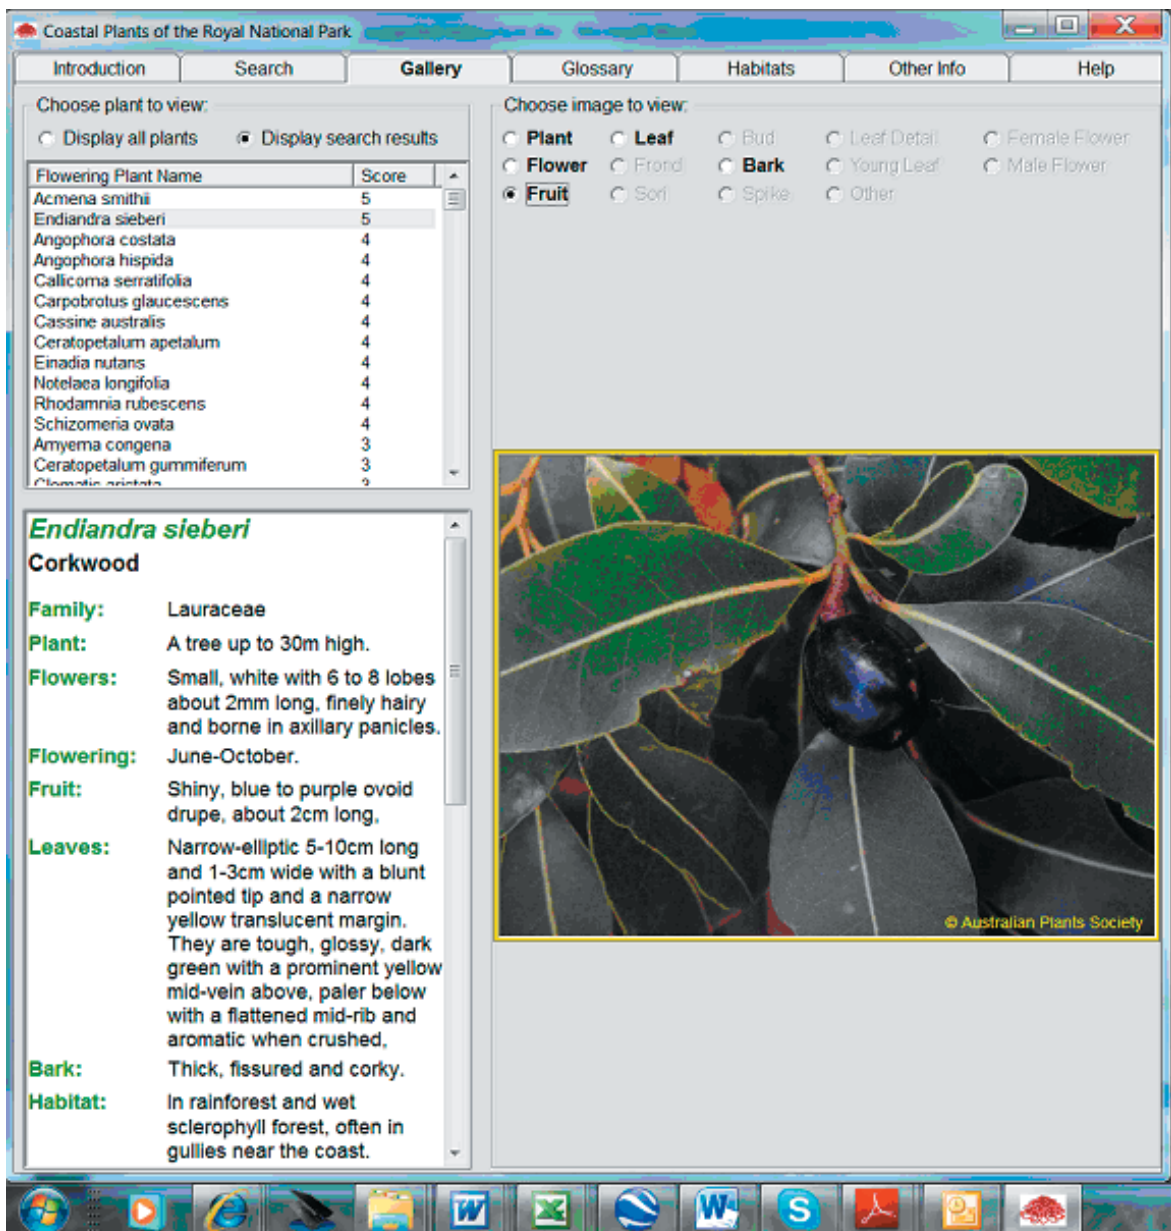 Coastal Plants of the Royal National Park
Introduction Search Gallery Glossary Habitats Other Info Help
Choose plant to view:
Display all plants Display search results
Flowering Plant Name Score
Acmena smithii 5
Endiandra sieberi 5
Angophora costata 4
Angophora hispida 4
Callicoma serratifolia 4
Carpobrotus glaucescens 4
Cassine australis 4
Ceratopetalum apetalum 4
Einadia nutans 4
Notelaea longifolia 4
Rhodamnia rubescens 4
Schizomeria ovata 4
Amyema congena 3
Ceratopetalum gummiferum 3
Clematis aristata 3
Choose image to view:
Plant Leaf Bud Leaf Detail Female Flower
Flower Frond Bark Young Leaf Male Flower
Fruit Sori Spike Other
Endiandra sieberi
Corkwood
Family: Lauraceae
Plant: A tree up to 30m high.
Flowers: Small, white with 6 to 8 lobes
about 2mm long, finely hairy
and borne in axillary panicles.
Flowering: June-October.
Fruit: Shiny, blue to purple ovoid
drupe, about 2cm long,
Leaves: Narrow-elliptic 5-10cm long
and 1-3cm wide with a blunt
pointed tip and a narrow
yellow translucent margin.
They are tough, glossy, dark
green with a prominent yellow
mid-vein above, paler below
with a flattened mid-rib and
aromatic when crushed,
Bark: Thick, fissured and corky.
Habitat: In rainforest and wet
sclerophyll forest, often in
gullies near the coast.
© Australian Plants Society